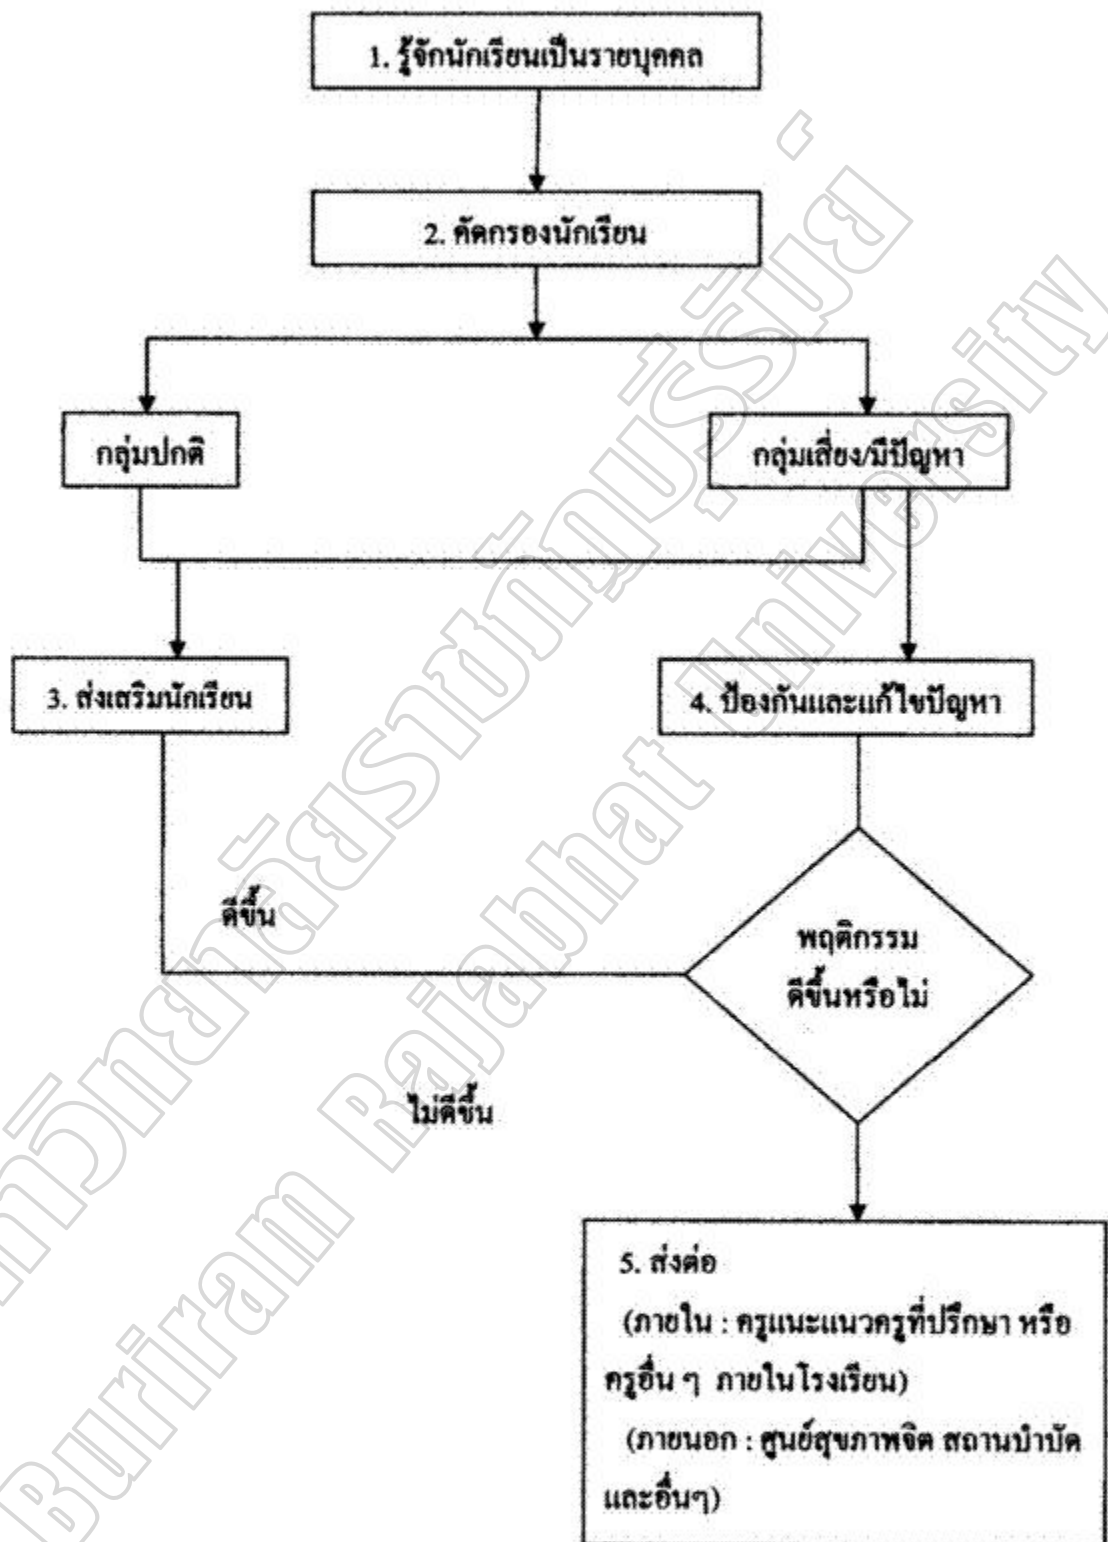 1. รู้จักนักเรียนเป็นรายบุคคล
2. คัดกรองนักเรียน
กลุ่มปกติ
กลุ่มเสี่ยง/มีปัญหา
3. ส่งเสริมนักเรียน
4. ป้องกันและแก้ไขปัญหา
ดีขึ้น
พฤติกรรม
ดีขึ้นหรือไม่
ไม่ดีขึ้น
5. ส่งต่อ
(ภายใน : ครูแนะแนวครูที่ปรึกษา หรือ
ครูอื่น ๆ ภายในโรงเรียน)
(ภายนอก : ศูนย์สุขภาพจิต สถานบำบัด
และอื่นๆ)
Buriram Rajabhat University